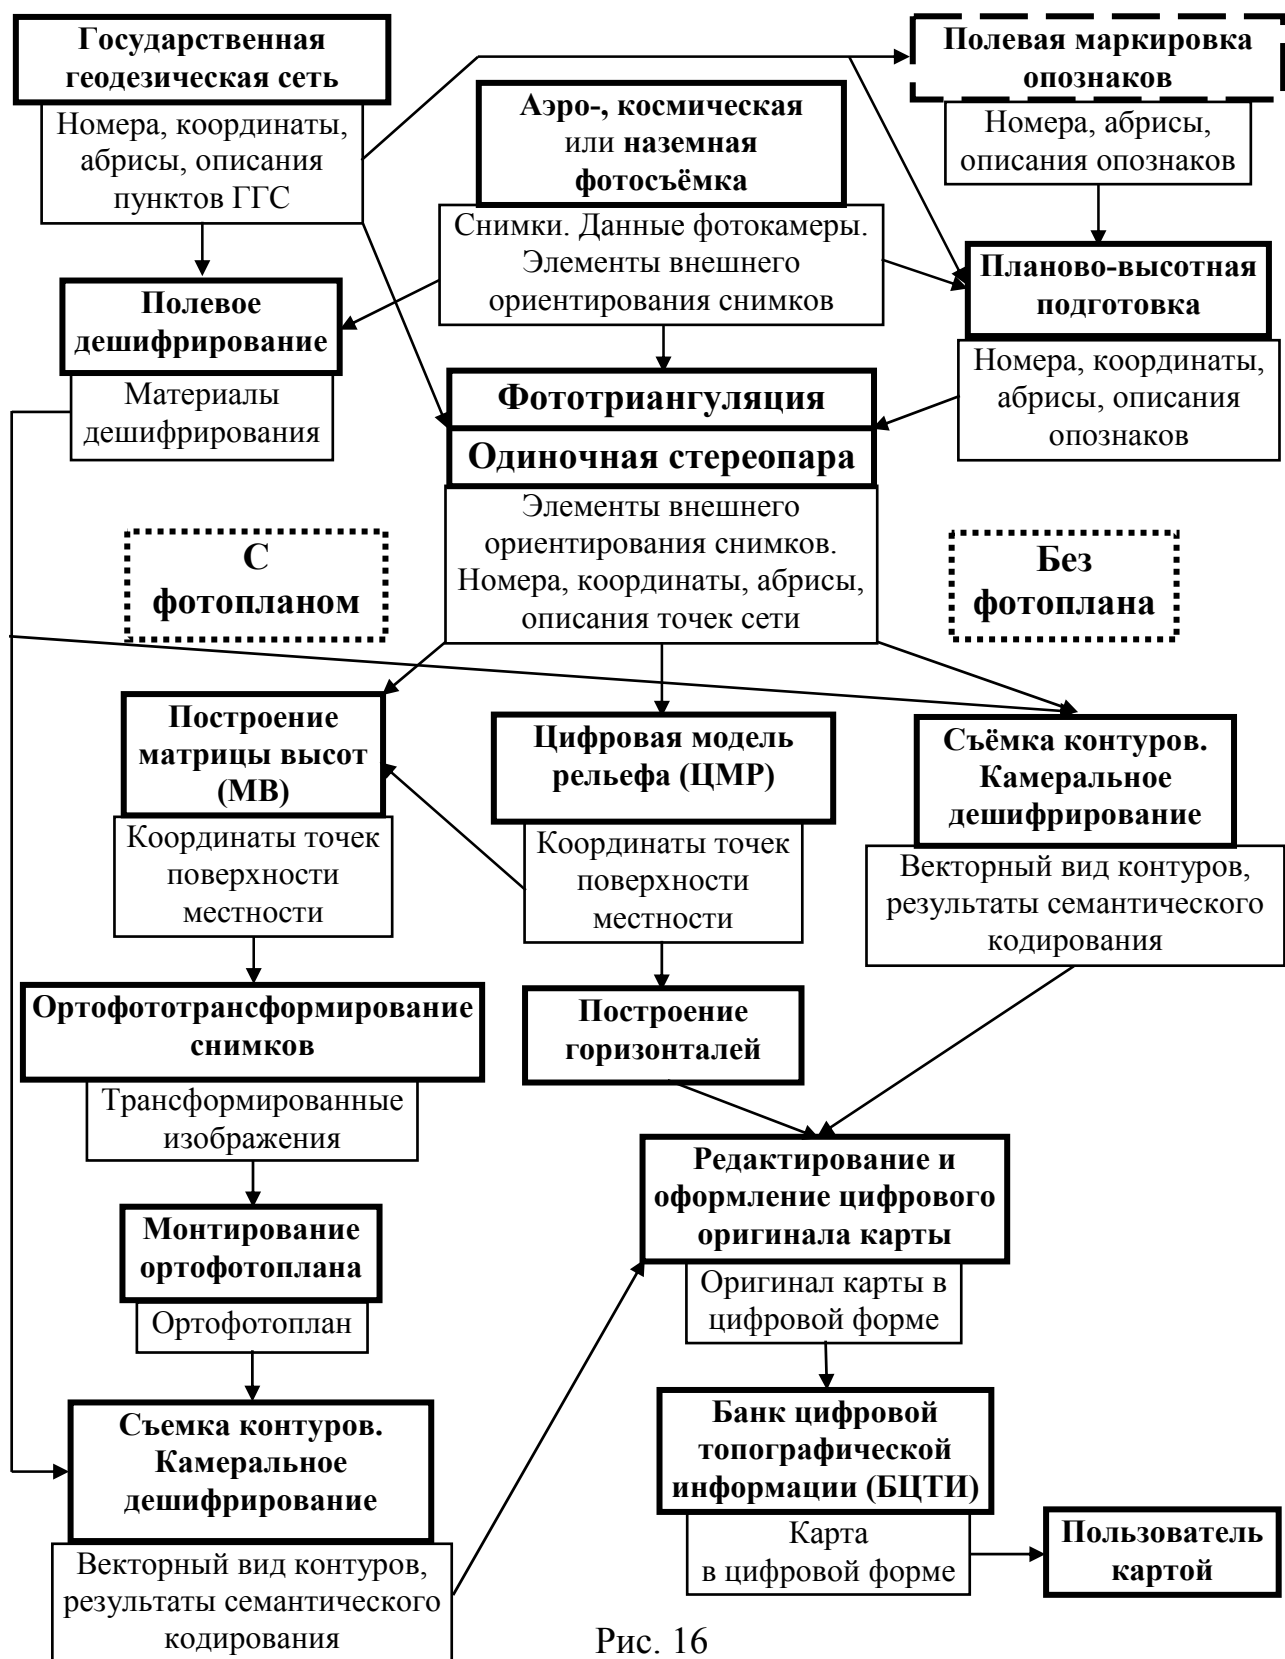 Государственная
геодезическая сеть
Номера, координаты,
абрисы, описания
пунктов ГГС
Аэро-, космическая
или наземная
фотосъёмка
Снимки. Данные фотокамеры.
Элементы внешнего
ориентирования снимков
Полевая маркировка
опознаков
Номера, абрисы,
описания опознаков
Полевое
дешифрирование
Материалы
дешифрирования
Планово-высотная
подготовка
Номера, координаты,
абрисы, описания
опознаков
Фототриангуляция
Одиночная стереопара
Элементы внешнего
ориентирования снимков.
Номера, координаты, абрисы,
описания точек сети
С
фотопланом
Без
фотоплана
Построение
матрицы высот
(МВ)
Координаты точек
поверхности
местности
Цифровая модель
рельефа (ЦМР)
Координаты точек
поверхности
местности
Съёмка контуров.
Камеральное
дешифрирование
Векторный вид контуров,
результаты семантического
кодирования
Ортофототрансформирование
снимков
Трансформированные
изображения
Построение
горизонталей
Монтирование
ортофотоплана
Ортофотоплан
Редактирование и
оформление цифрового
оригинала карты
Оригинал карты в
цифровой форме
Съемка контуров.
Камеральное
дешифрирование
Векторный вид контуров,
результаты семантического
кодирования
Банк цифровой
топографической
информации (БЦТИ)
Карта
в цифровой форме
Пользователь
картой
Рис. 16